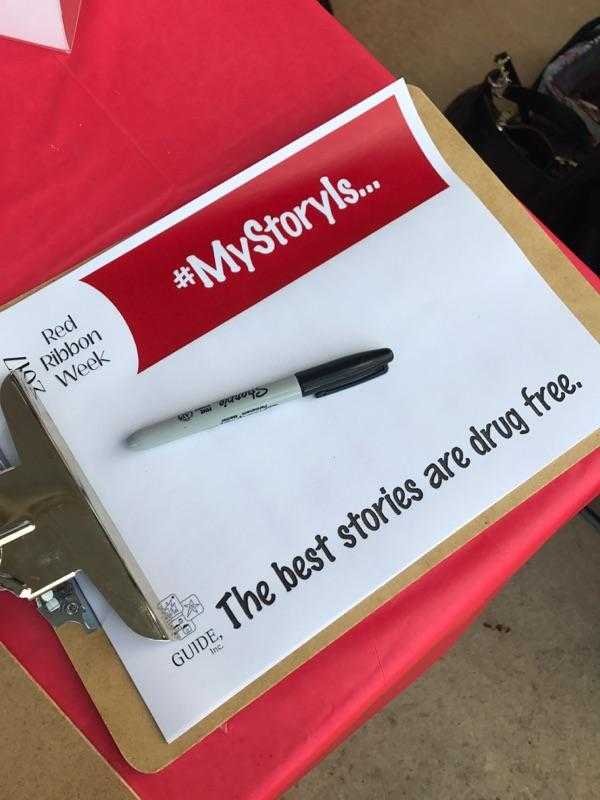 #MyStoryIs...
2017
Red
Ribbon
Week
Sharpie
The best stories are drug free.
GUIDE,
Inc.